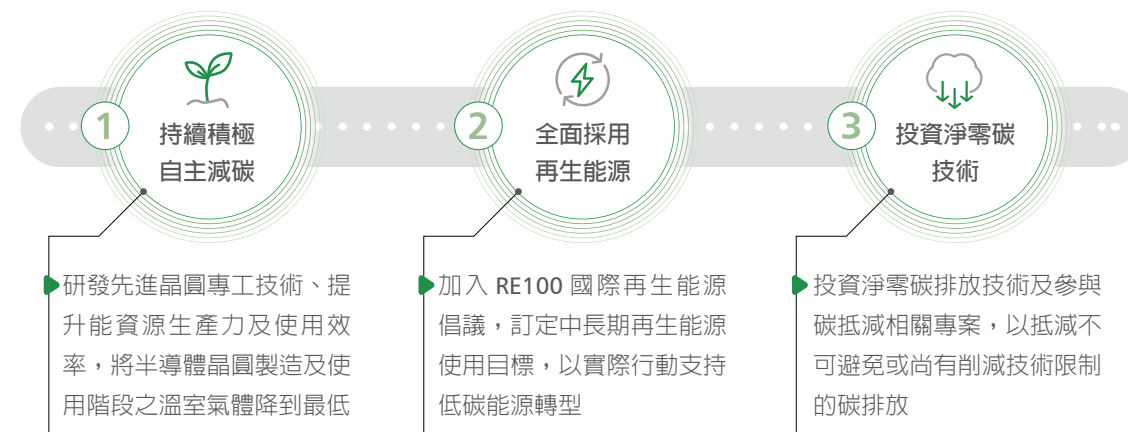 1
持續積極
自主減碳
研發先進晶圓專工技術、提
升能資源生產力及使用效
率，將半導體晶圓製造及使
用階段之溫室氣體降到最低
2
全面採用
再生能源
加入 RE100 國際再生能源
倡議，訂定中長期再生能源
使用目標，以實際行動支持
低碳能源轉型
3
投資淨零碳
技術
投資淨零碳排放技術及參與
碳抵減相關專案，以抵減不
可避免或尚有削減技術限制
的碳排放